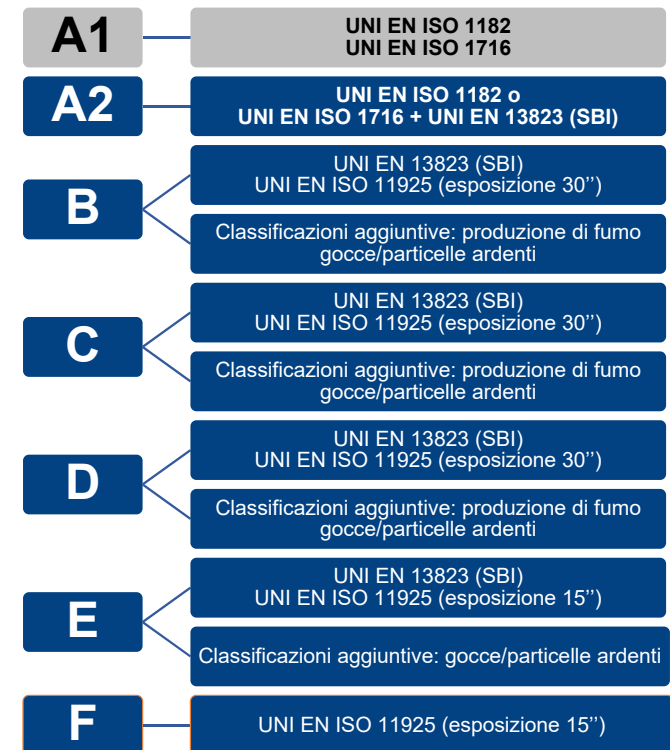 A1
UNI EN ISO 1182
UNI EN ISO 1716
A2
UNI EN ISO 1182 o
UNI EN ISO 1716 + UNI EN 13823 (SBI)
B
UNI EN 13823 (SBI)
UNI EN ISO 11925 (esposizione 30’’)
Classificazioni aggiuntive: produzione di fumo
gocce/particelle ardenti
C
UNI EN 13823 (SBI)
UNI EN ISO 11925 (esposizione 30’’)
Classificazioni aggiuntive: produzione di fumo
gocce/particelle ardenti
D
UNI EN 13823 (SBI)
UNI EN ISO 11925 (esposizione 30’’)
Classificazioni aggiuntive: produzione di fumo
gocce/particelle ardenti
E
UNI EN 13823 (SBI)
UNI EN ISO 11925 (esposizione 15’’)
Classificazioni aggiuntive: gocce/particelle ardenti
F
UNI EN ISO 11925 (esposizione 15’’)